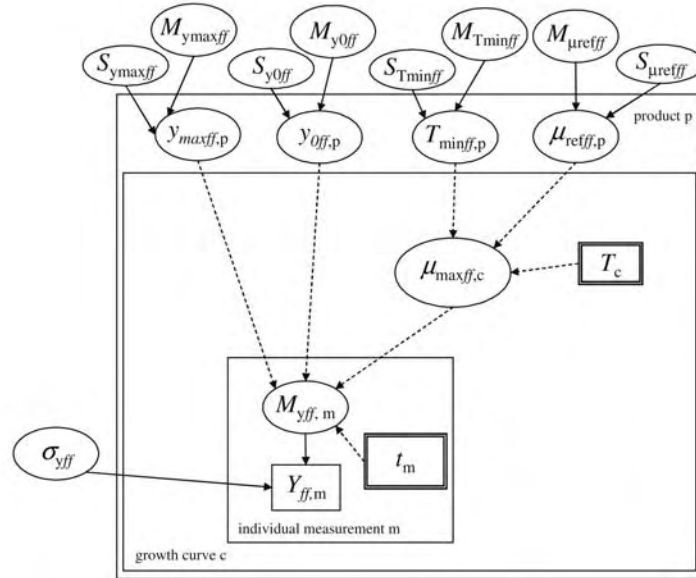 M_ymaxff M_y0ff M_Tminff M_μrefff
S_ymaxff S_y0ff S_Tminff S_μrefff
product p
y_maxff,p y_0ff,p T_minff,p μ_refff,p
μ_maxff,c T_c
M_yff, m
σ_yff t_m
Y_ff,m
individual measurement m
growth curve c